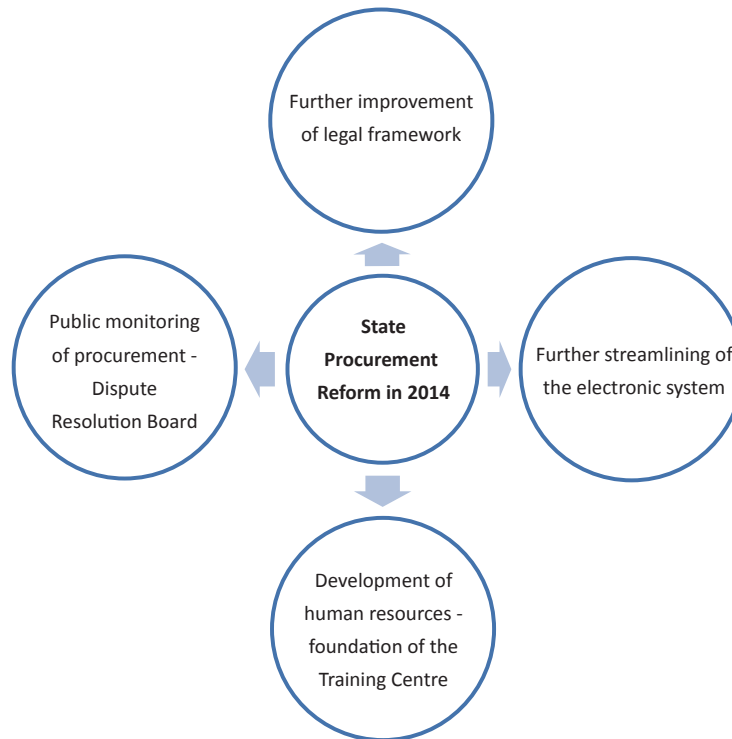 Further improvement
of legal framework
Public monitoring
of procurement -
Dispute
Resolution Board
State
Procurement
Reform in 2014
Further streamlining of
the electronic system
Development of
human resources -
foundation of the
Training Centre